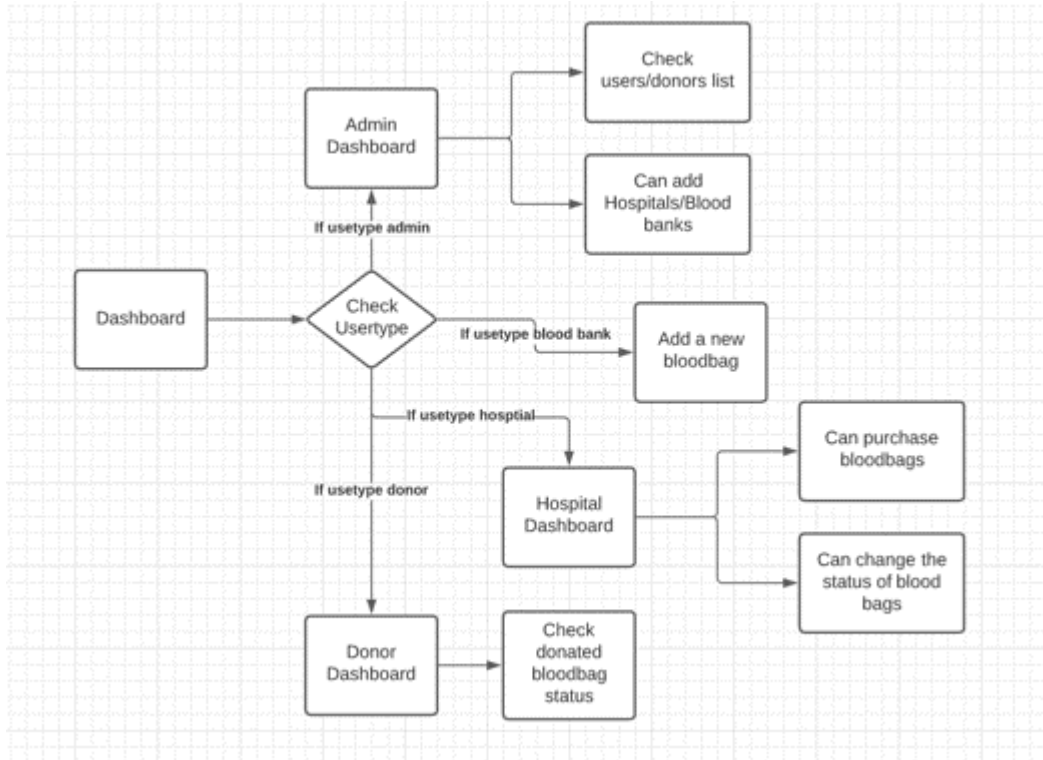 Check
users/donors list
Admin
Dashboard
Can add
Hospitals/Blood
banks
If usetype admin
Dashboard
Check
Usertype
If usetype blood bank
Add a new
bloodbag
If usetype hosptial
Can purchase
bloodbags
If usetype donor
Hospital
Dashboard
Can change the
status of blood
bags
Donor
Dashboard
Check
donated
bloodbag
status